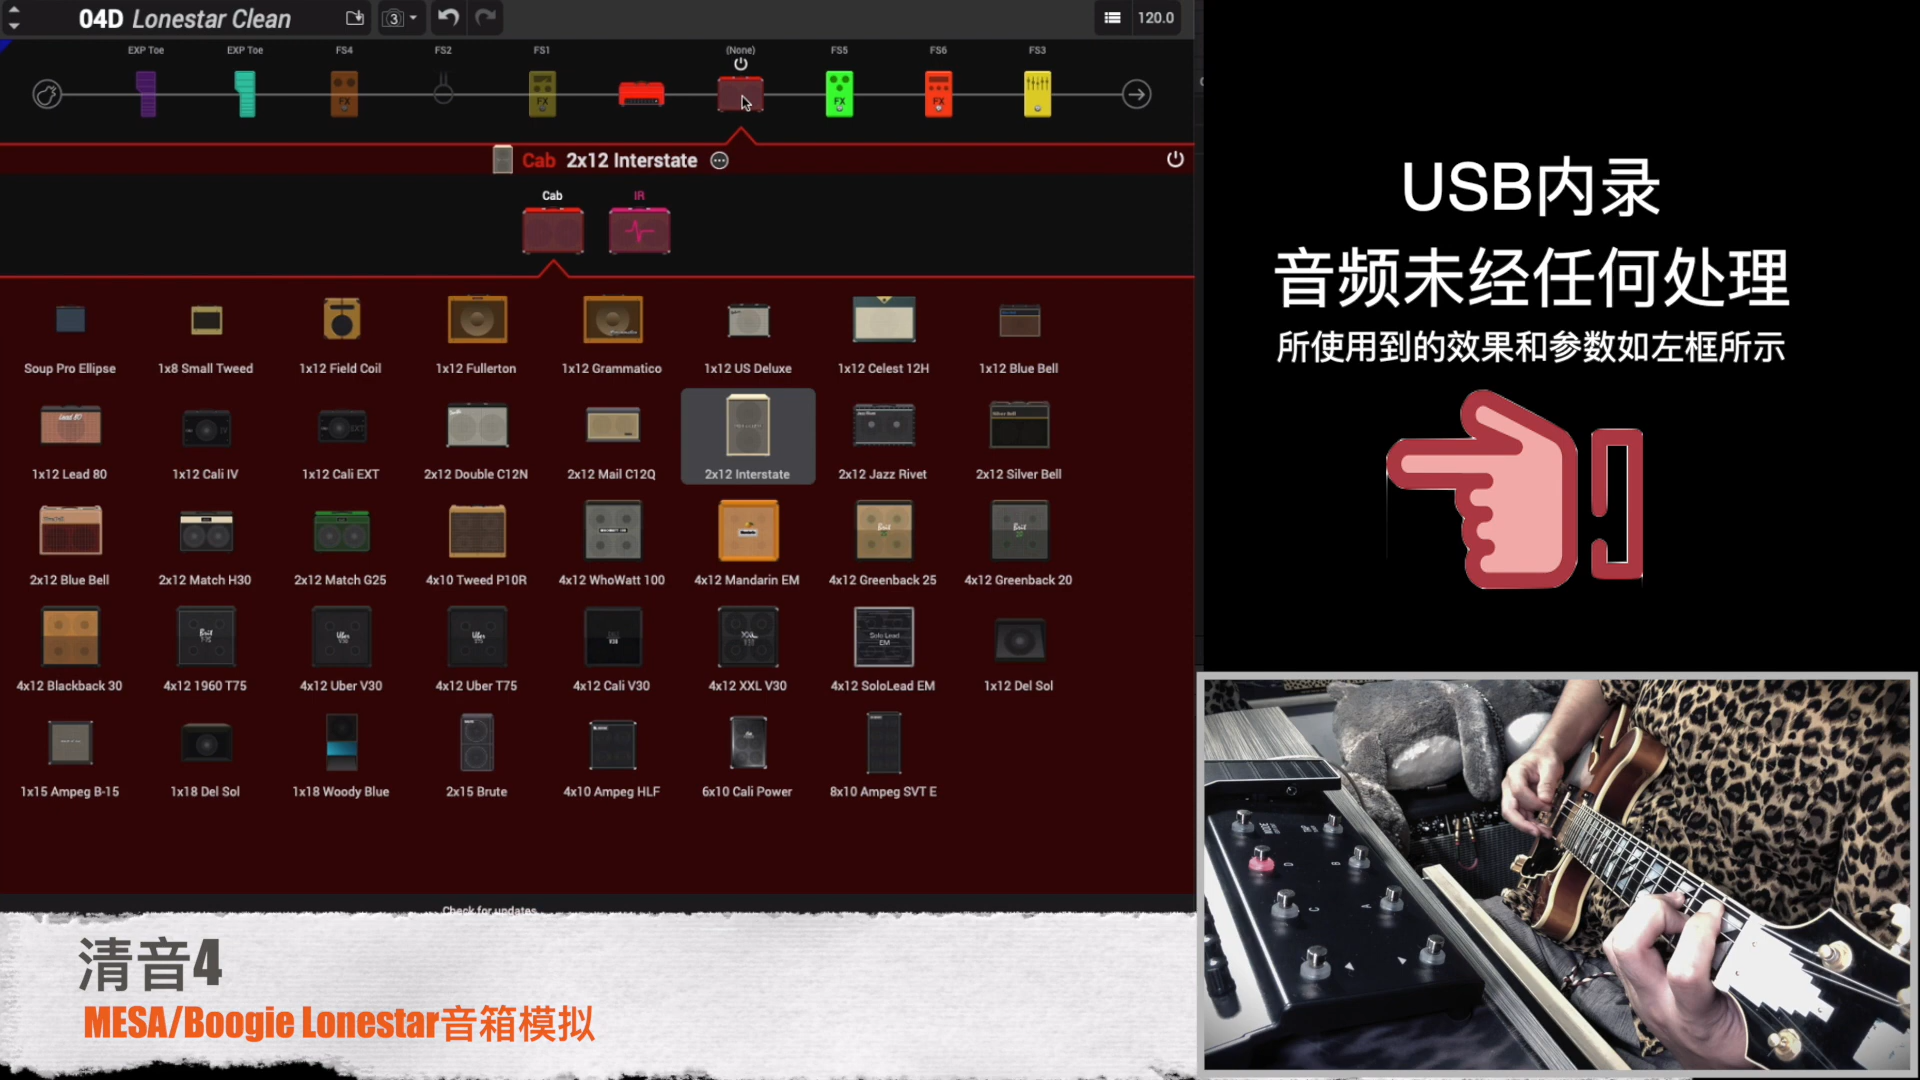 04D Lonestar Clean
3
120.0
EXP Toe
EXP Toe
FS4
FS2
FS1
(None)
FS5
FS6
FS3
FX
FX
FX
FX
Cab 2x12 Interstate
Cab
IR
Soup Pro Ellipse
1x8 Small Tweed
1x12 Field Coil
1x12 Fullerton
1x12 Grammatico
1x12 US Deluxe
1x12 Celest 12H
1x12 Blue Bell
1x12 Lead 80
1x12 Cali IV
1x12 Cali EXT
2x12 Double C12N
2x12 Mail C12Q
2x12 Interstate
2x12 Jazz Rivet
2x12 Silver Bell
2x12 Blue Bell
2x12 Match H30
2x12 Match G25
4x10 Tweed P10R
4x12 WhoWatt 100
4x12 Mandarin EM
4x12 Greenback 25
4x12 Greenback 20
4x12 Blackback 30
4x12 1960 T75
4x12 Uber V30
4x12 Uber T75
4x12 Cali V30
4x12 XXL V30
4x12 SoloLead EM
1x12 Del Sol
1x15 Ampeg B-15
1x18 Del Sol
1x18 Woody Blue
2x15 Brute
4x10 Ampeg HLF
6x10 Cali Power
8x10 Ampeg SVT E
Check for updates
清音4
MESA/Boogie Lonestar音箱模拟
USB内录
音频未经任何处理
所使用到的效果和参数如左框所示